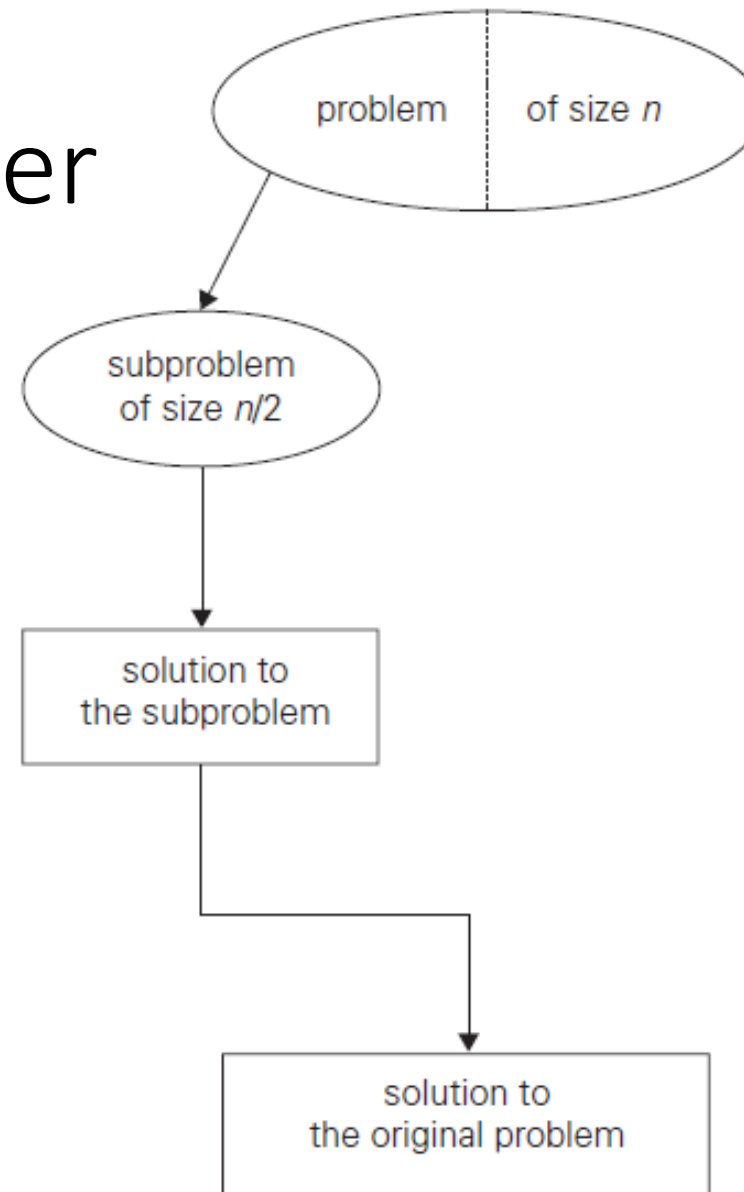 problem of size n
er
subproblem
of size n/2
solution to
the subproblem
solution to
the original problem